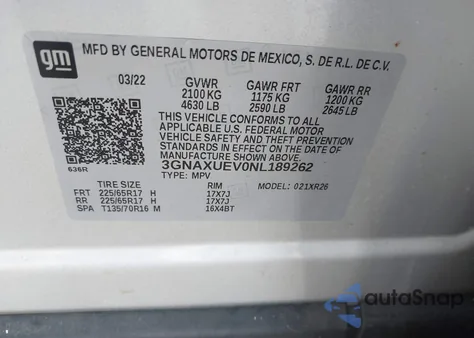 gm
MFD BY GENERAL MOTORS DE MEXICO, S. DE R.L. DE C.V.
03/22 GVWR GAWR FRT GAWR RR
2100 KG 1175 KG 1200 KG
4630 LB 2590 LB 2645 LB
THIS VEHICLE CONFORMS TO ALL
APPLICABLE U.S. FEDERAL MOTOR
VEHICLE SAFETY AND THEFT PREVENTION
STANDARDS IN EFFECT ON THE DATE OF
MANUFACTURE SHOWN ABOVE.
636R
3GNAXUEV0NL189262
TYPE: MPV
TIRE SIZE RIM MODEL: 021XR26
FRT 225/65R17 H 17X7J
RR 225/65R17 H 17X7J
SPA T135/70R16 M 16X4BT
autoSnap